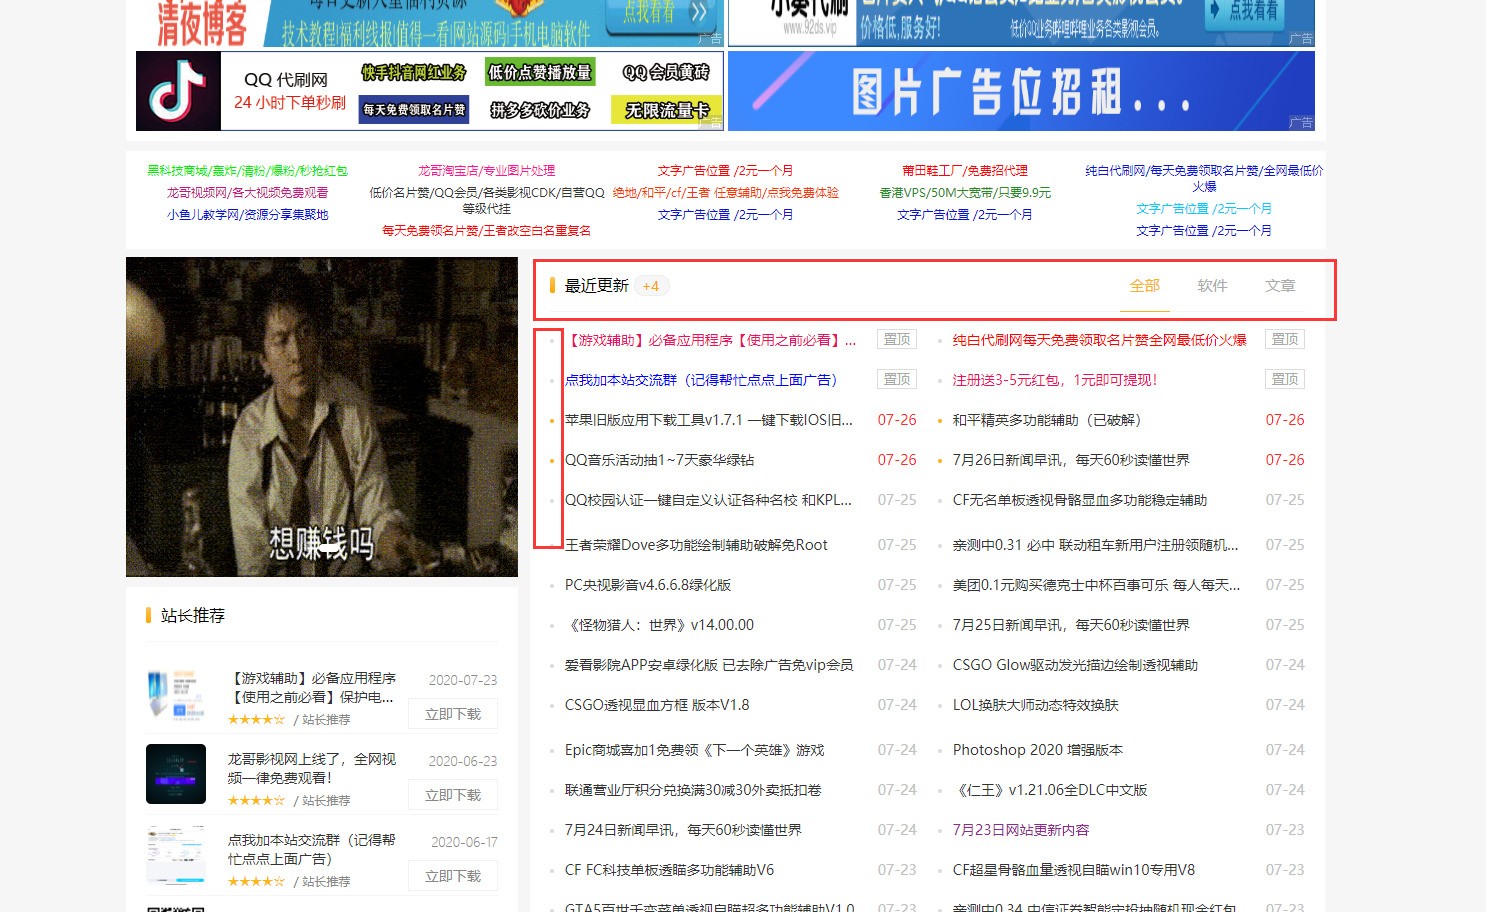 清夜博客
技术教程|福利线报|值得一看|网站源码|手机电脑软件
点我看看
广告
小奏代刷
www.92ds.vip
价格低,服务好!
点我看看
广告
QQ 代刷网
24 小时下单秒刷
快手抖音网红业务
低价点赞播放量
QQ 会员黄砖
每天免费领取名片赞
拼多多砍价业务
无限流量卡
广告
图片广告位招租...
广告
黑科技商城/轰炸/清粉/爆粉/秒抢红包
龙哥视频网/各大视频免费观看
小鱼儿教学网/资源分享集聚地
龙哥淘宝店/专业图片处理
低价名片赞/QQ会员/各类影视CDK/自营QQ
等级代挂
每天免费领名片赞/王者改空白名重复名
文字广告位置 /2元一个月
绝地/和平/cf/王者 任意辅助/点我免费体验
文字广告位置 /2元一个月
莆田鞋工厂/免费招代理
香港VPS/50M大宽带/只要9.9元
文字广告位置 /2元一个月
纯白代刷网/每天免费领取名片赞/全网最低价
火爆
文字广告位置 /2元一个月
文字广告位置 /2元一个月
想赚钱吗
最近更新 +4 全部 软件 文章
【游戏辅助】必备应用程序【使用之前必看】... 置顶
纯白代刷网每天免费领取名片赞全网最低价火爆 置顶
点我加本站交流群（记得帮忙点点上面广告） 置顶
注册送3-5元红包，1元即可提现！ 置顶
苹果旧版应用下载工具v1.7.1 一键下载IOS旧... 07-26
和平精英多功能辅助（已破解） 07-26
QQ音乐活动抽1~7天豪华绿钻 07-26
7月26日新闻早讯，每天60秒读懂世界 07-26
QQ校园认证一键自定义认证各种名校 和KPL... 07-25
CF无名单板透视骨骼显血多功能稳定辅助 07-25
王者荣耀Dove多功能绘制辅助破解免Root 07-25
亲测中0.31 必中 联动租车新用户注册领随机... 07-25
PC央视影音v4.6.6.8绿化版 07-25
美团0.1元购买德克士中杯百事可乐 每人每天... 07-25
《怪物猎人：世界》v14.00.00 07-25
7月25日新闻早讯，每天60秒读懂世界 07-25
爱看影院APP安卓绿化版 已去除广告免vip会员 07-24
CSGO Glow驱动发光描边绘制透视辅助 07-24
CSGO透视显血方框 版本V1.8 07-24
LOL换肤大师动态特效换肤 07-24
Epic商城喜加1免费领《下一个英雄》游戏 07-24
Photoshop 2020 增强版本 07-24
联通营业厅积分兑换满30减30外卖抵扣卷 07-24
《仁王》v1.21.06全DLC中文版 07-24
7月24日新闻早讯，每天60秒读懂世界 07-24
7月23日网站更新内容 07-23
CF FC科技单板透瞄多功能辅助V6 07-23
CF超星骨骼血量透视自瞄win10专用V8 07-23
GTA5百世千变菜单透视自瞄超多功能辅助V1.0 07-23
亲测中0.34 中信证券智能定投抽随机现金红包 07-23
站长推荐
【游戏辅助】必备应用程序
【使用之前必看】保护电...
★★★★☆ / 站长推荐
2020-07-23
立即下载
龙哥影视网上线了，全网视
频一律免费观看！
★★★★☆ / 站长推荐
2020-06-23
立即下载
点我加本站交流群（记得帮
忙点点上面广告）
★★★★☆ / 站长推荐
2020-06-17
立即下载